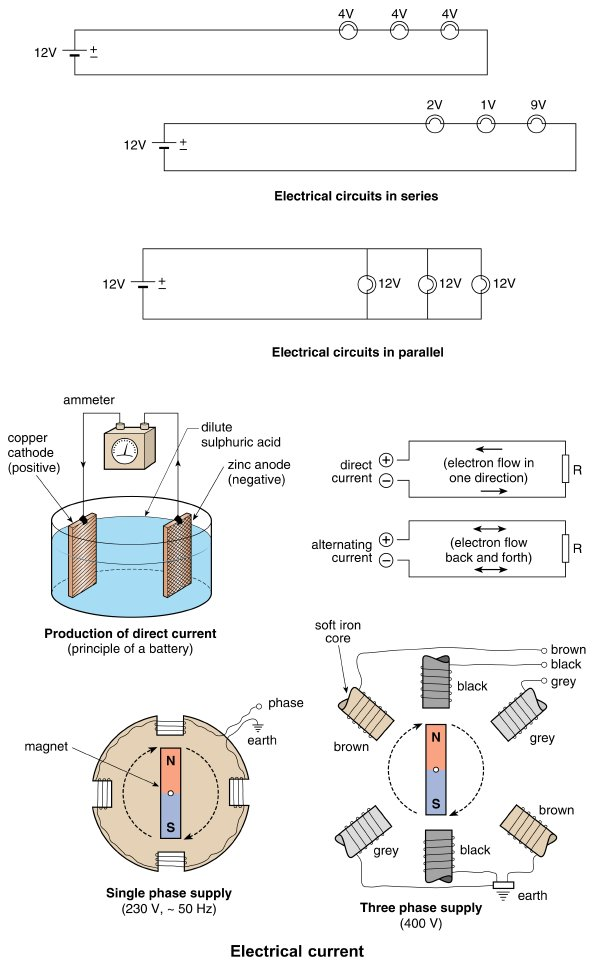 4V 4V 4V
12V + −
2V 1V 9V
12V + −
Electrical circuits in series
12V + − 12V 12V 12V
Electrical circuits in parallel
ammeter
copper
cathode
(positive)
dilute
sulphuric acid
zinc anode
(negative)
Production of direct current
(principle of a battery)
direct
current
+
−
(electron flow in
one direction)
R
alternating
current
+
−
(electron flow
back and forth)
R
phase
earth
magnet
N
S
Single phase supply
(230 V, ~ 50 Hz)
soft iron
core
brown
black
grey
black
brown
grey
N
S
brown
grey
black
earth
Three phase supply
(400 V)
Electrical current